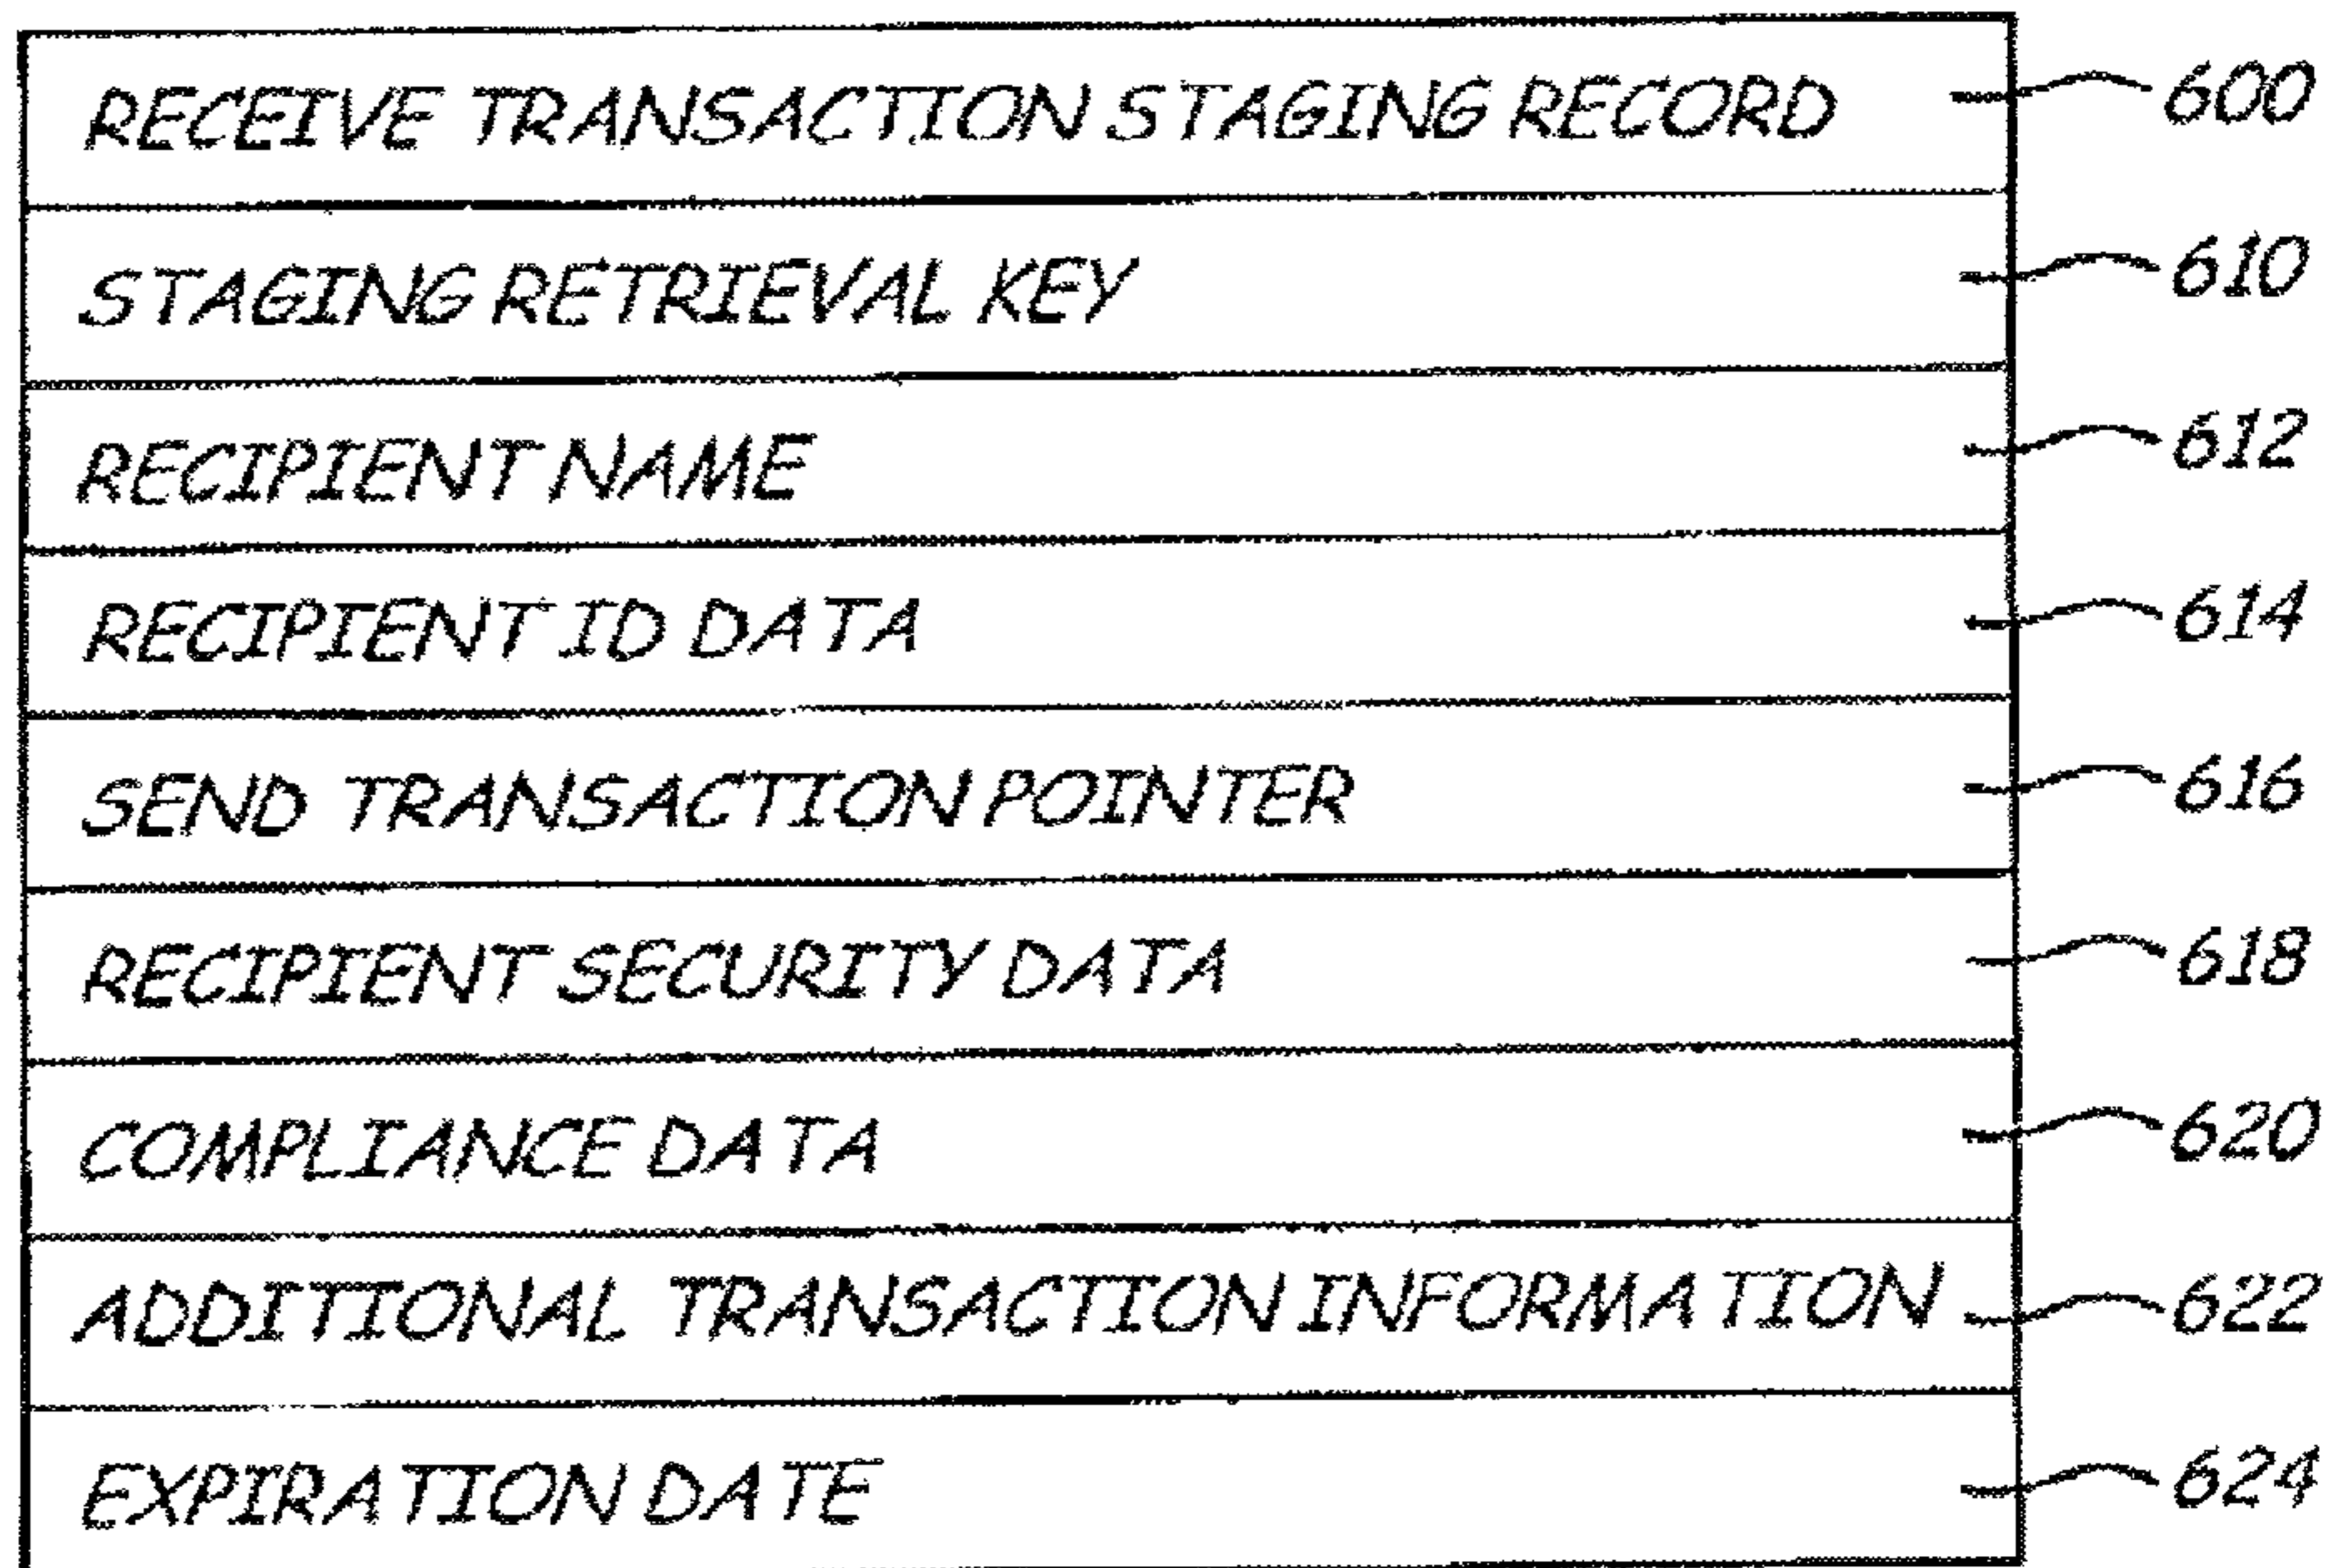 RECEIVE TRANSACTION STAGING RECORD 600
STAGING RETRIEVAL KEY 610
RECIPIENT NAME 612
RECIPIENT ID DATA 614
SEND TRANSACTION POINTER 616
RECIPIENT SECURITY DATA 618
COMPLIANCE DATA 620
ADDITIONAL TRANSACTION INFORMATION 622
EXPIRATION DATE 624